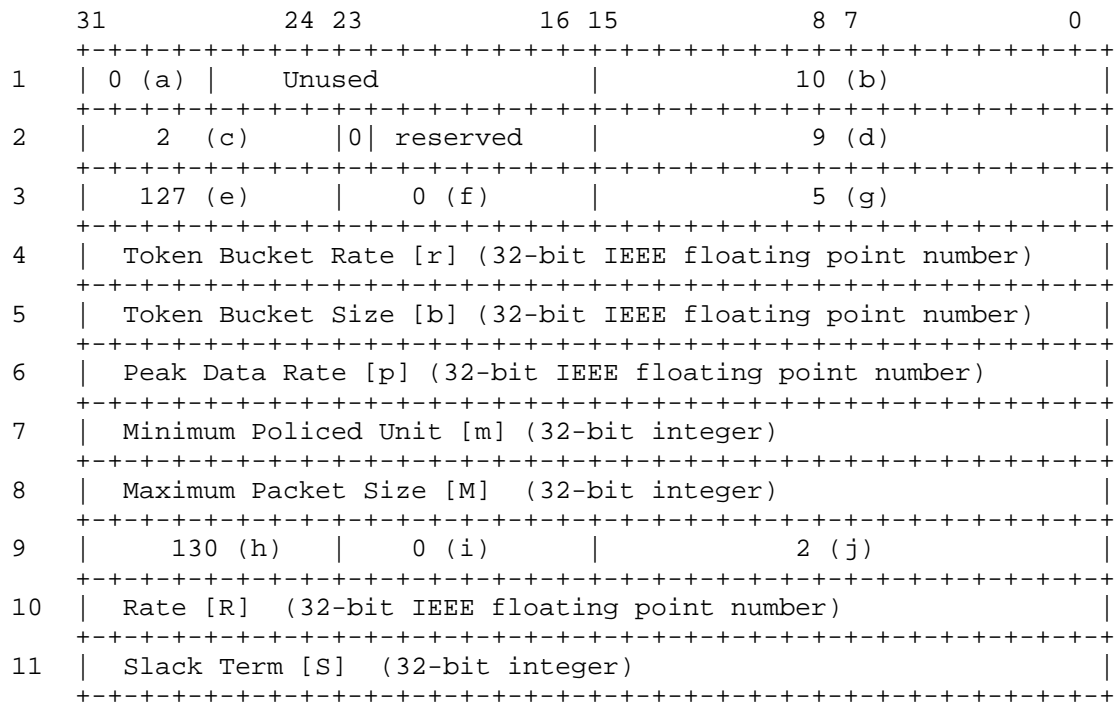 31 24 23 16 15 8 7 0
+-+-+-+-+-+-+-+-+-+-+-+-+-+-+-+-+-+-+-+-+-+-+-+-+-+-+-+-+-+-+-+-+
1 | 0 (a) | Unused | 10 (b) |
+-+-+-+-+-+-+-+-+-+-+-+-+-+-+-+-+-+-+-+-+-+-+-+-+-+-+-+-+-+-+-+-+
2 | 2 (c) |0| reserved | 9 (d) |
+-+-+-+-+-+-+-+-+-+-+-+-+-+-+-+-+-+-+-+-+-+-+-+-+-+-+-+-+-+-+-+-+
3 | 127 (e) | 0 (f) | 5 (g) |
+-+-+-+-+-+-+-+-+-+-+-+-+-+-+-+-+-+-+-+-+-+-+-+-+-+-+-+-+-+-+-+-+
4 | Token Bucket Rate [r] (32-bit IEEE floating point number) |
+-+-+-+-+-+-+-+-+-+-+-+-+-+-+-+-+-+-+-+-+-+-+-+-+-+-+-+-+-+-+-+-+
5 | Token Bucket Size [b] (32-bit IEEE floating point number) |
+-+-+-+-+-+-+-+-+-+-+-+-+-+-+-+-+-+-+-+-+-+-+-+-+-+-+-+-+-+-+-+-+
6 | Peak Data Rate [p] (32-bit IEEE floating point number) |
+-+-+-+-+-+-+-+-+-+-+-+-+-+-+-+-+-+-+-+-+-+-+-+-+-+-+-+-+-+-+-+-+
7 | Minimum Policed Unit [m] (32-bit integer) |
+-+-+-+-+-+-+-+-+-+-+-+-+-+-+-+-+-+-+-+-+-+-+-+-+-+-+-+-+-+-+-+-+
8 | Maximum Packet Size [M] (32-bit integer) |
+-+-+-+-+-+-+-+-+-+-+-+-+-+-+-+-+-+-+-+-+-+-+-+-+-+-+-+-+-+-+-+-+
9 | 130 (h) | 0 (i) | 2 (j) |
+-+-+-+-+-+-+-+-+-+-+-+-+-+-+-+-+-+-+-+-+-+-+-+-+-+-+-+-+-+-+-+-+
10 | Rate [R] (32-bit IEEE floating point number) |
+-+-+-+-+-+-+-+-+-+-+-+-+-+-+-+-+-+-+-+-+-+-+-+-+-+-+-+-+-+-+-+-+
11 | Slack Term [S] (32-bit integer) |
+-+-+-+-+-+-+-+-+-+-+-+-+-+-+-+-+-+-+-+-+-+-+-+-+-+-+-+-+-+-+-+-+